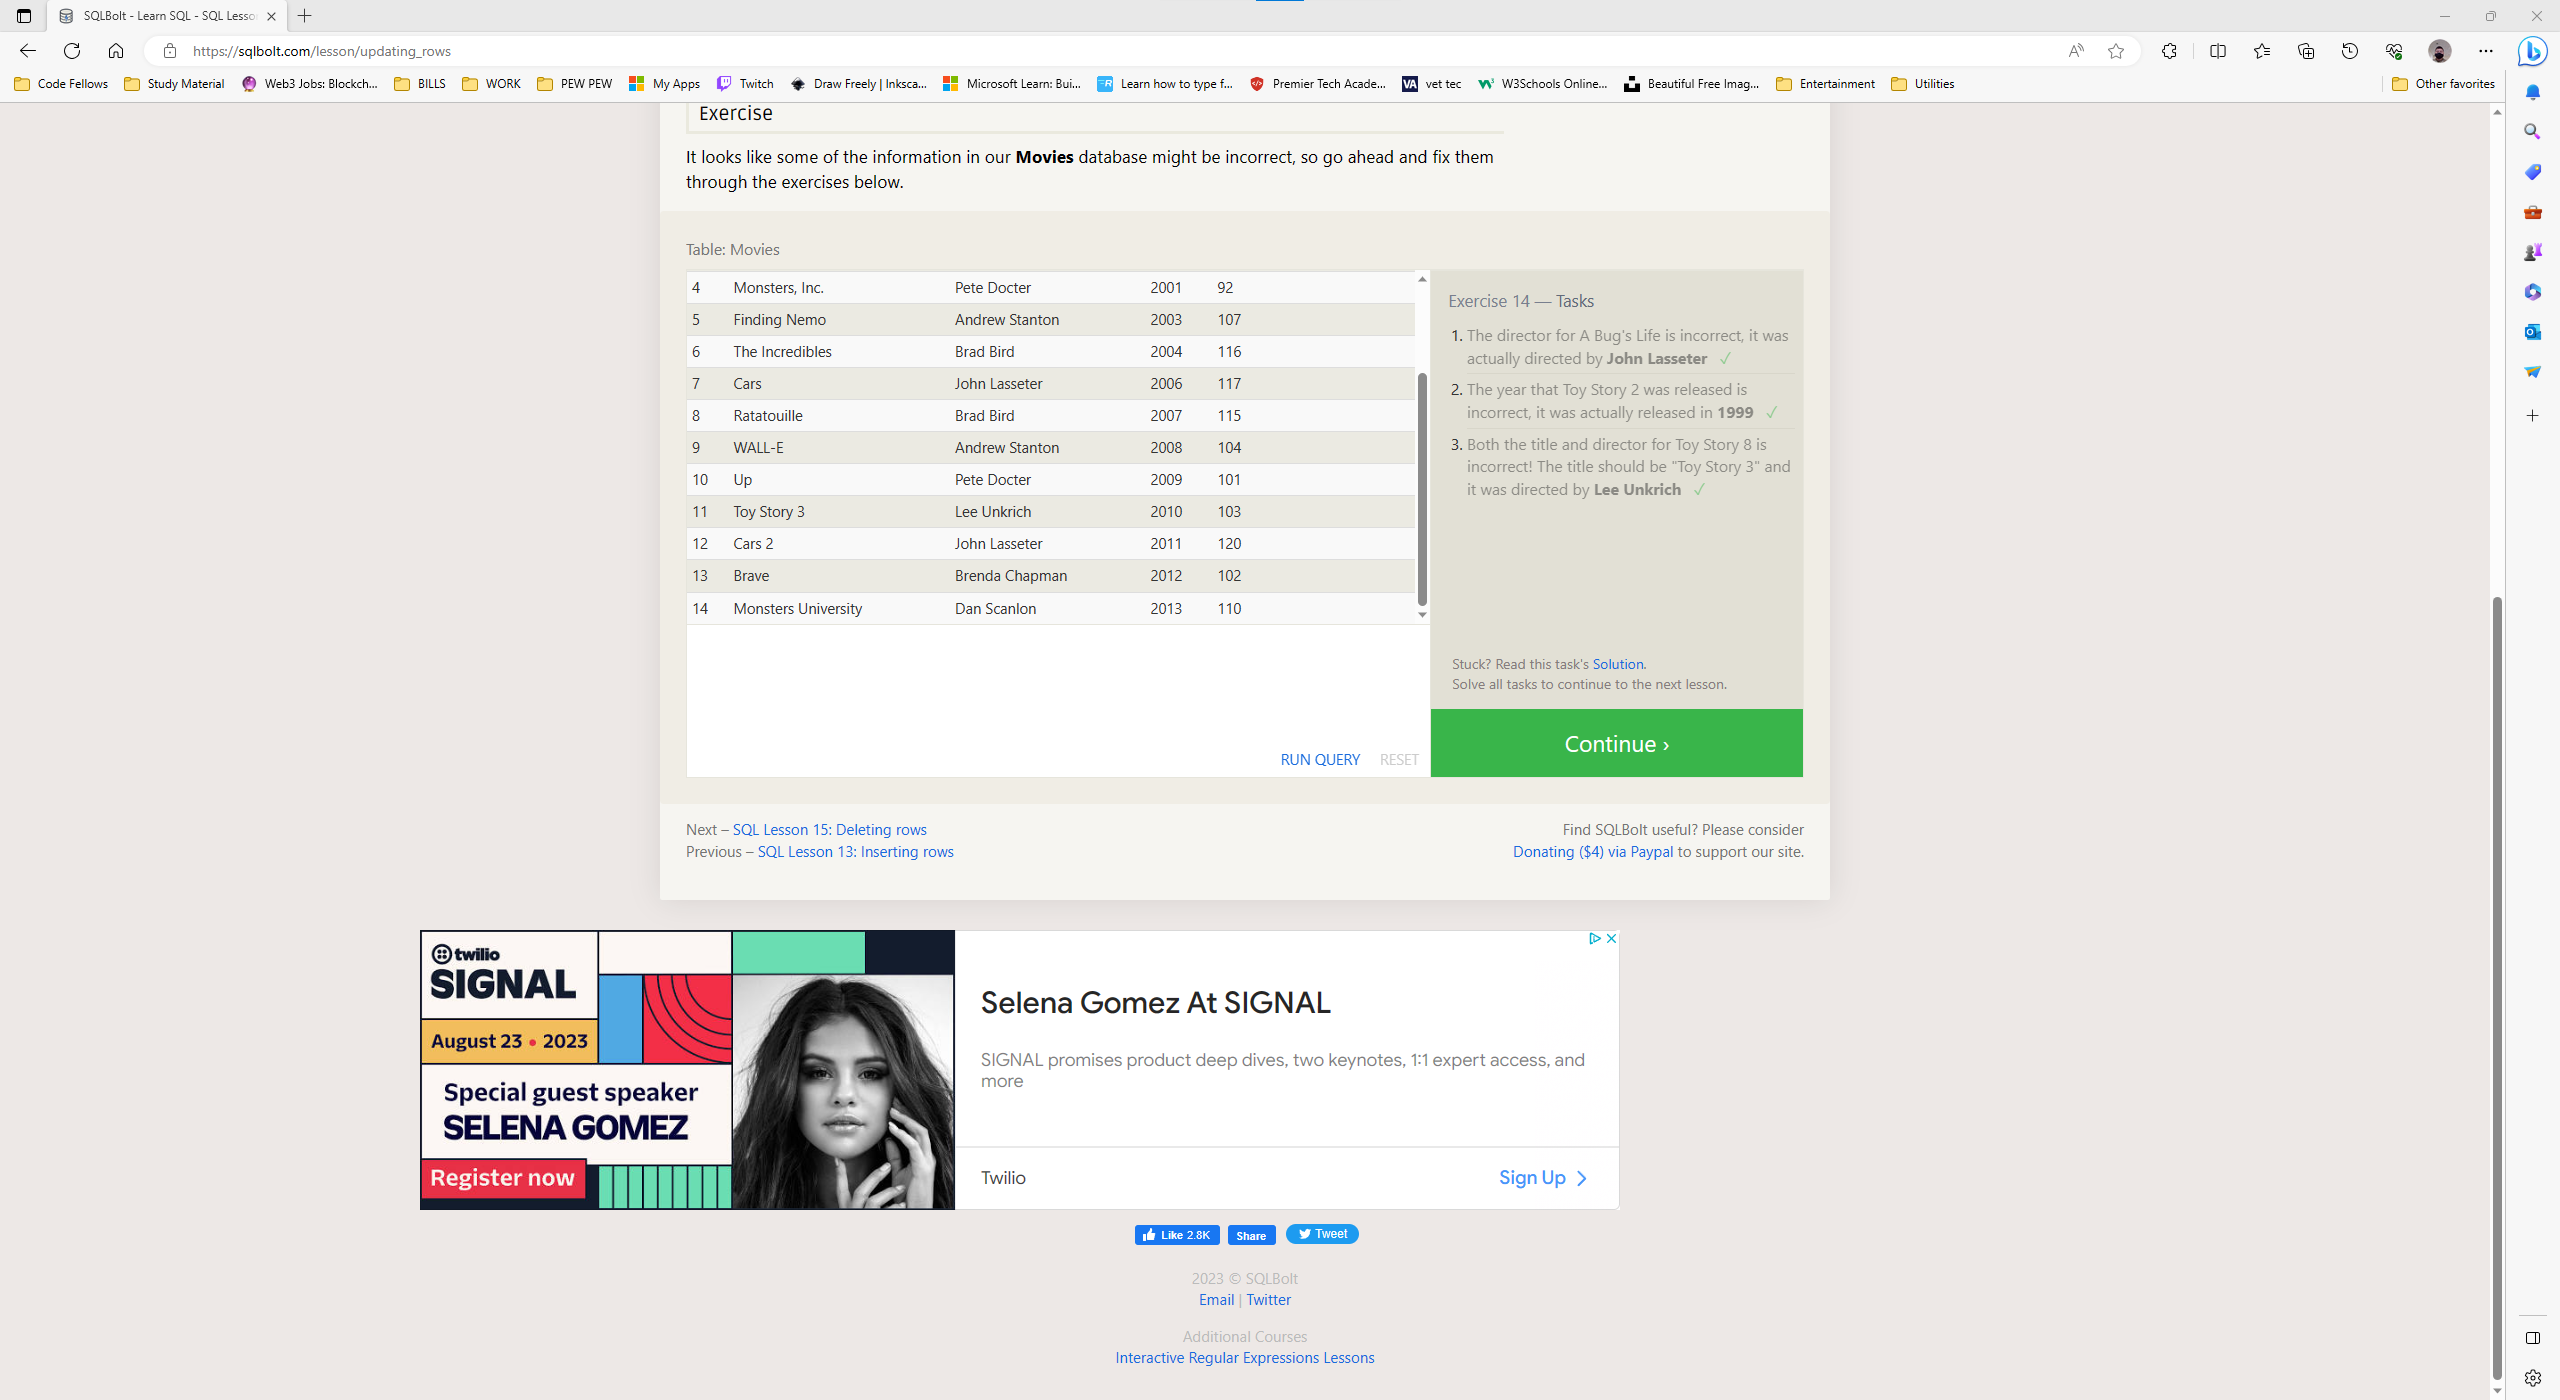 SQLBolt - Learn SQL - SQL Lesso
https://sqlbolt.com/lesson/updating_rows
Code Fellows
Study Material
Web3 Jobs: Blockch...
BILLS
WORK
PEW PEW
My Apps
Twitch
Draw Freely | Inksca...
Microsoft Learn: Bui...
Learn how to type f...
Premier Tech Acade...
VA vet tec
W3Schools Online...
Beautiful Free Imag...
Entertainment
Utilities
Other favorites
Exercise
It looks like some of the information in our Movies database might be incorrect, so go ahead and fix them
through the exercises below.
Table: Movies
4 Monsters, Inc. Pete Docter 2001 92
5 Finding Nemo Andrew Stanton 2003 107
6 The Incredibles Brad Bird 2004 116
7 Cars John Lasseter 2006 117
8 Ratatouille Brad Bird 2007 115
9 WALL-E Andrew Stanton 2008 104
10 Up Pete Docter 2009 101
11 Toy Story 3 Lee Unkrich 2010 103
12 Cars 2 John Lasseter 2011 120
13 Brave Brenda Chapman 2012 102
14 Monsters University Dan Scanlon 2013 110
RUN QUERY RESET
Exercise 14 — Tasks
1. The director for A Bug's Life is incorrect, it was
actually directed by John Lasseter ✓
2. The year that Toy Story 2 was released is
incorrect, it was actually released in 1999 ✓
3. Both the title and director for Toy Story 8 is
incorrect! The title should be "Toy Story 3" and
it was directed by Lee Unkrich ✓
Stuck? Read this task's Solution.
Solve all tasks to continue to the next lesson.
Continue ›
Next – SQL Lesson 15: Deleting rows
Previous – SQL Lesson 13: Inserting rows
Find SQLBolt useful? Please consider
Donating ($4) via Paypal to support our site.
twilio
SIGNAL
August 23 • 2023
Special guest speaker
SELENA GOMEZ
Register now
Selena Gomez At SIGNAL
SIGNAL promises product deep dives, two keynotes, 1:1 expert access, and
more
Twilio
Sign Up
Like 2.8K
Share
Tweet
2023 © SQLBolt
Email | Twitter
Additional Courses
Interactive Regular Expressions Lessons